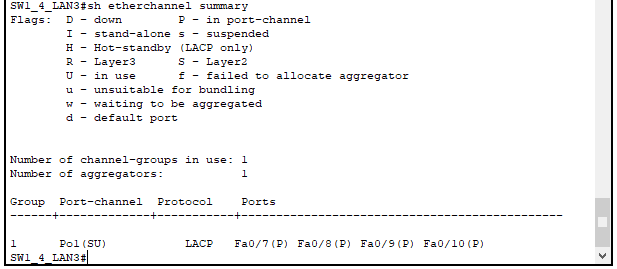 SW1_4_LAN3#sh etherchannel summary
Flags:  D - down        P - in port-channel
        I - stand-alone s - suspended
        H - Hot-standby (LACP only)
        R - Layer3      S - Layer2
        U - in use      f - failed to allocate aggregator
        u - unsuitable for bundling
        w - waiting to be aggregated
        d - default port
Number of channel-groups in use: 1
Number of aggregators:           1
Group  Port-channel  Protocol    Ports
------+-------------+-----------+----------------------------------------------
1      Po1(SU)           LACP   Fa0/7(P) Fa0/8(P) Fa0/9(P) Fa0/10(P)
SW1_4_LAN3#